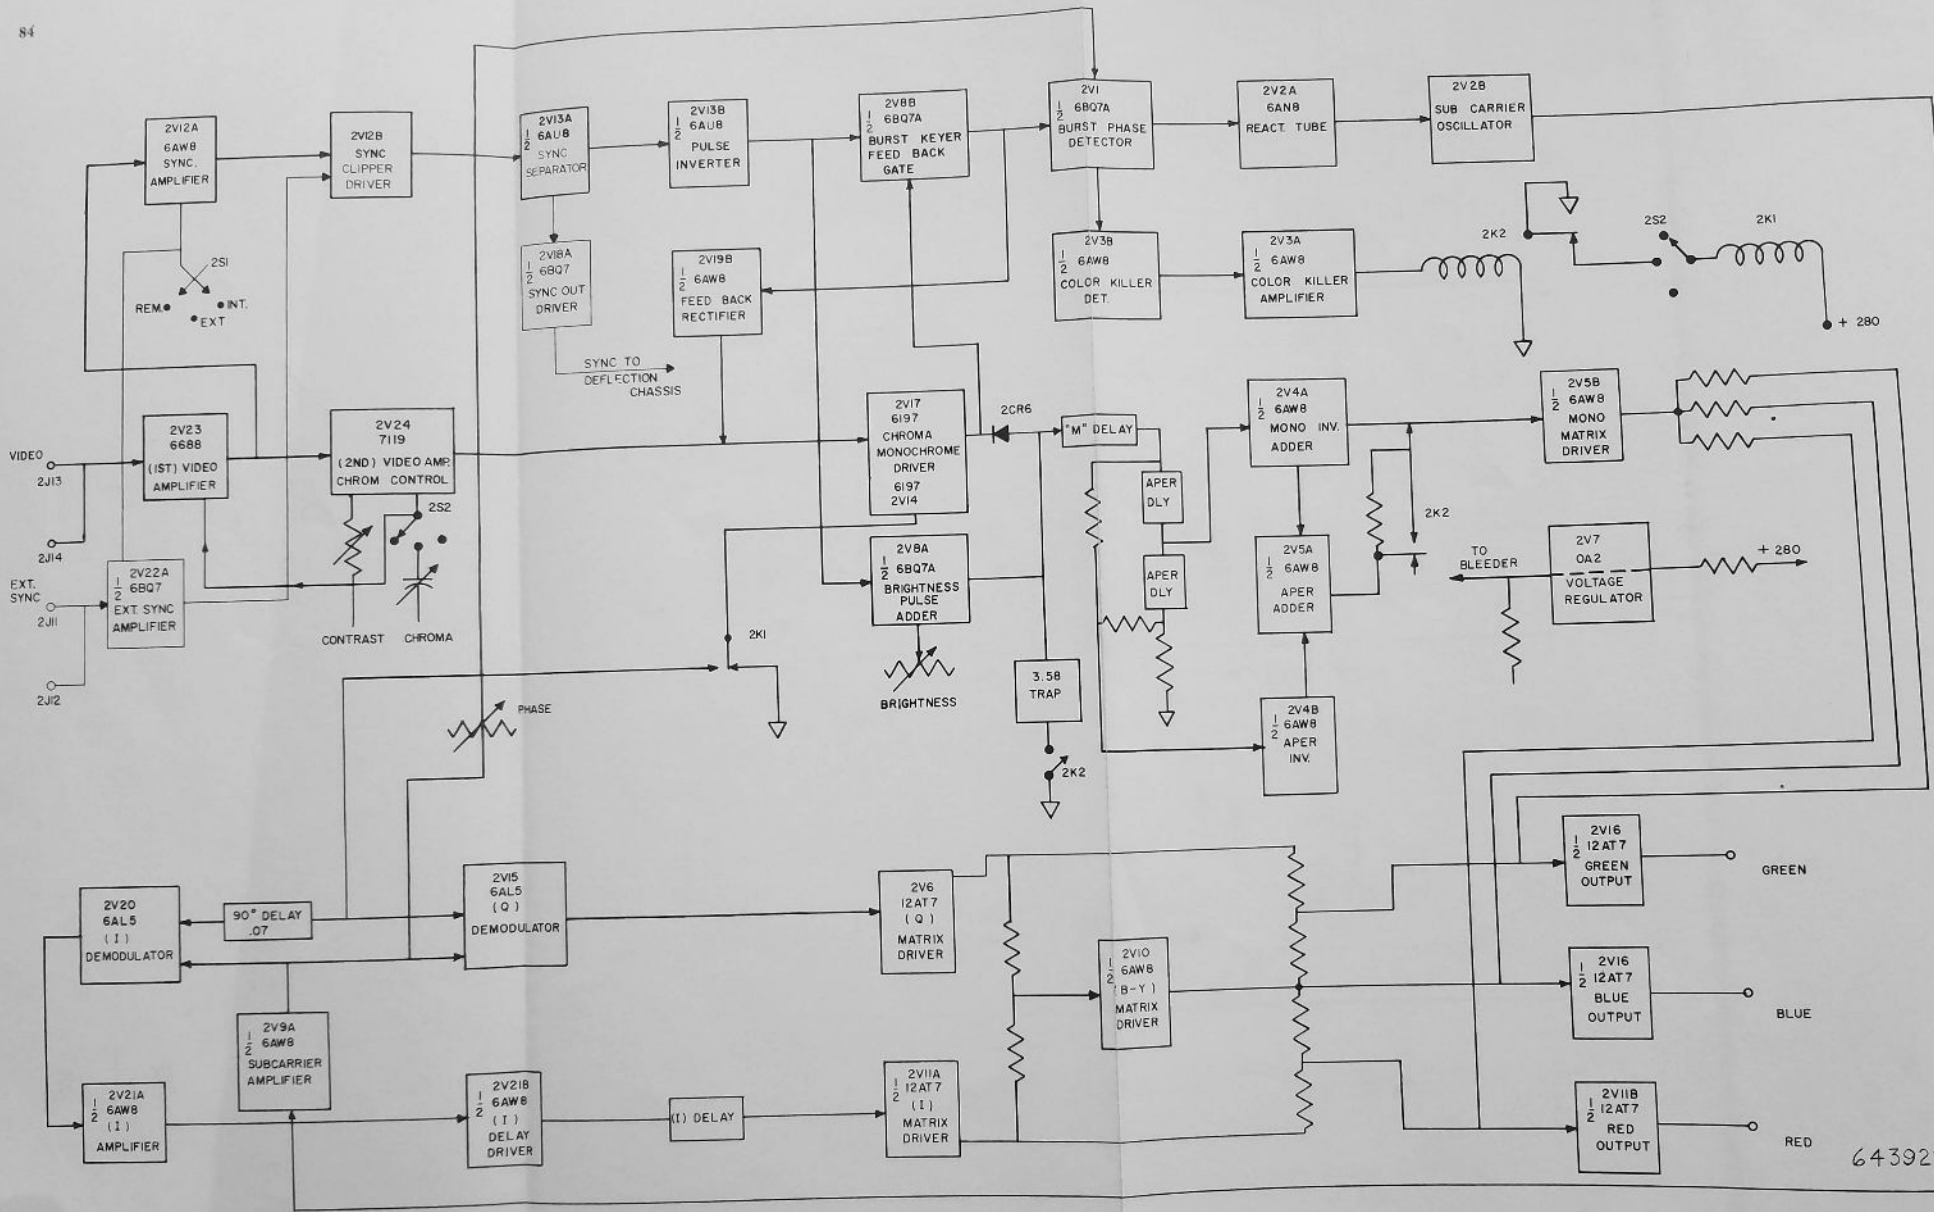 84
2V12A
6AW8
SYNC.
AMPLIFIER
2V12B
SYNC
CLIPPER
DRIVER
2V13A
1/2 6AU8
SYNC
SEPARATOR
2V13B
1/2 6AU8
PULSE
INVERTER
2V8B
1/2 6BQ7A
BURST KEYER
FEED BACK
GATE
2V1
1/2 6BQ7A
BURST PHASE
DETECTOR
2V2A
6AN8
REACT. TUBE
2V2B
SUB CARRIER
OSCILLATOR
2S1
REM.
INT.
EXT
2V18A
1/2 6BQ7
SYNC OUT
DRIVER
2V19B
1/2 6AW8
FEED BACK
RECTIFIER
2V3B
1/2 6AW8
COLOR KILLER
DET.
2V3A
1/2 6AW8
COLOR KILLER
AMPLIFIER
2K2
2S2
2K1
+ 280
SYNC TO
DEFLECTION
CHASSIS
VIDEO
2J13
2J14
2V23
6688
(1ST) VIDEO
AMPLIFIER
2V24
7119
(2ND) VIDEO AMP.
CHROM CONTROL
2S2
2V17
6197
CHROMA
MONOCHROME
DRIVER
6197
2V14
2CR6
"M" DELAY
APER
DLY
APER
DLY
2V4A
1/2 6AW8
MONO INV.
ADDER
2V5B
1/2 6AW8
MONO
MATRIX
DRIVER
2K2
EXT.
SYNC
2J11
2J12
2V22A
1/2 6BQ7
EXT. SYNC
AMPLIFIER
CONTRAST
CHROMA
2V8A
1/2 6BQ7A
BRIGHTNESS
PULSE
ADDER
BRIGHTNESS
2K1
2V5A
1/2 6AW8
APER
ADDER
TO
BLEEDER
2V7
OA2
VOLTAGE
REGULATOR
+ 280
PHASE
3.58
TRAP
2K2
2V4B
1/2 6AW8
APER
INV.
2V20
6AL5
(I)
DEMODULATOR
90° DELAY
.07
2V15
6AL5
(Q)
DEMODULATOR
2V6
12AT7
(Q)
MATRIX
DRIVER
2V10
1/2 6AW8
(B-Y)
MATRIX
DRIVER
2V16
1/2 12AT7
GREEN
OUTPUT
GREEN
2V16
1/2 12AT7
BLUE
OUTPUT
BLUE
2V9A
1/2 6AW8
SUBCARRIER
AMPLIFIER
2V21A
1/2 6AW8
(I)
AMPLIFIER
2V21B
1/2 6AW8
(I)
DELAY
DRIVER
(I) DELAY
2V11A
1/2 12AT7
(I)
MATRIX
DRIVER
2V11B
1/2 12AT7
RED
OUTPUT
RED
64392